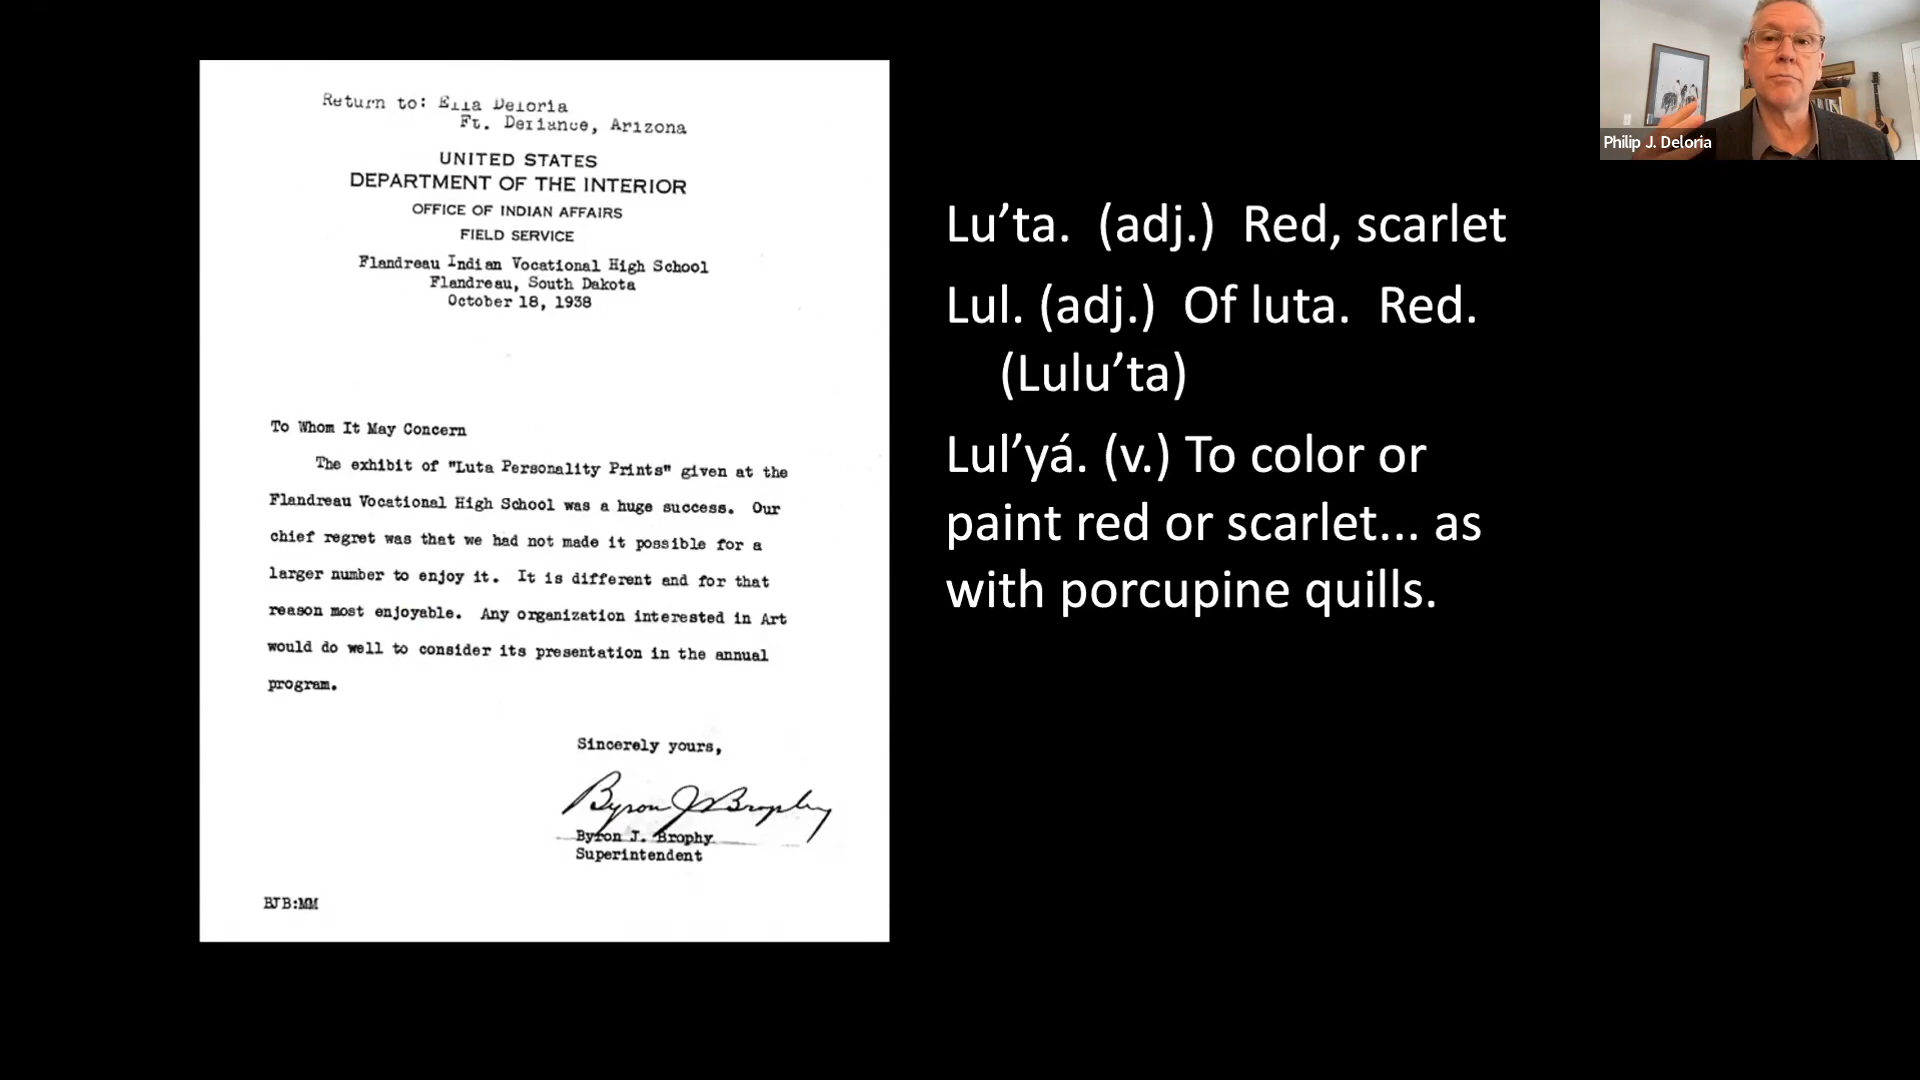 Return to: Ella Deloria
Ft. Defiance, Arizona
UNITED STATES
DEPARTMENT OF THE INTERIOR
OFFICE OF INDIAN AFFAIRS
FIELD SERVICE
Flandreau Indian Vocational High School
Flandreau, South Dakota
October 18, 1938
To Whom It May Concern
The exhibit of "Luta Personality Prints" given at the
Flandreau Vocational High School was a huge success. Our
chief regret was that we had not made it possible for a
larger number to enjoy it. It is different and for that
reason most enjoyable. Any organization interested in Art
would do well to consider its presentation in the annual
program.
Sincerely yours,
Byron J Brophy
Byron J. Brophy
Superintendent
BJB:MM
Lu’ta. (adj.) Red, scarlet
Lul. (adj.) Of luta. Red.
(Lulu’ta)
Lul’yá. (v.) To color or
paint red or scarlet... as
with porcupine quills.
Philip J. Deloria